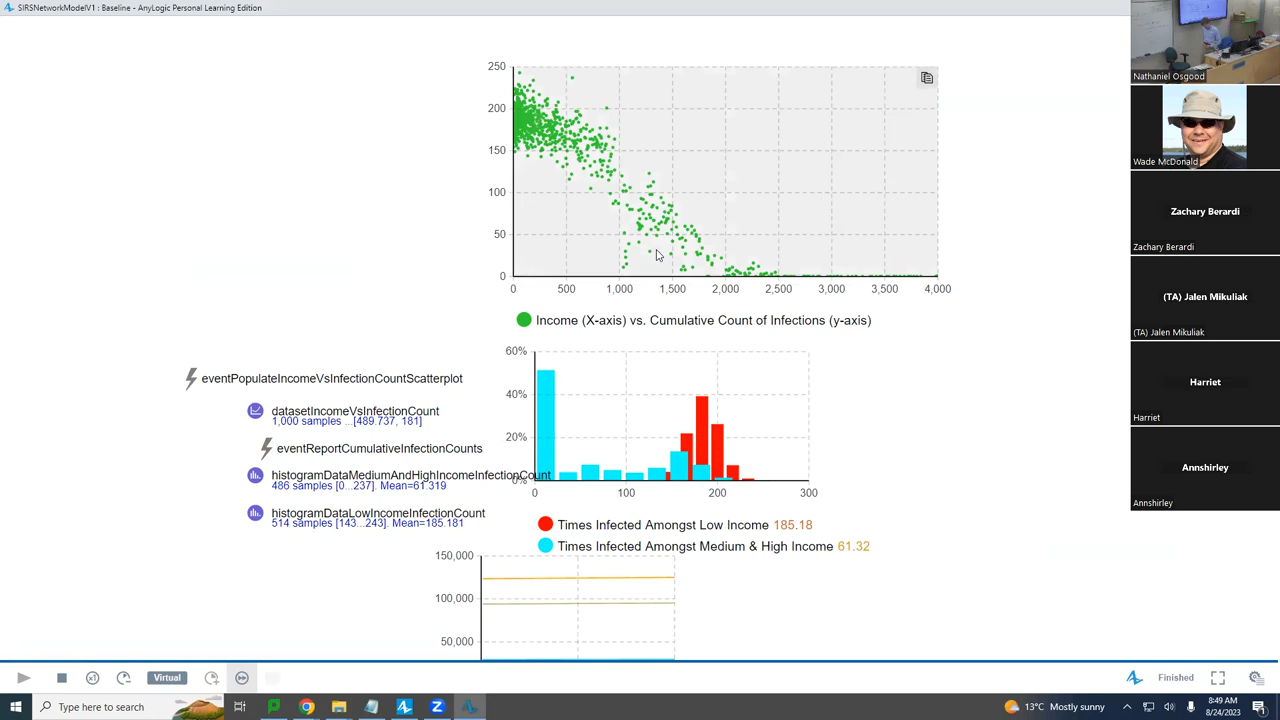 SIRSNetworkModelV1 : Baseline - AnyLogic Personal Learning Edition
250
200
150
100
50
0
0 500 1,000 1,500 2,000 2,500 3,000 3,500 4,000
Income (X-axis) vs. Cumulative Count of Infections (y-axis)
eventPopulateIncomeVsInfectionCountScatterplot
datasetIncomeVsInfectionCount
1,000 samples ...[489.737, 181]
eventReportCumulativeInfectionCounts
histogramDataMediumAndHighIncomeInfectionCount
486 samples [0...237]. Mean=61.319
histogramDataLowIncomeInfectionCount
514 samples [143...243]. Mean=185.181
60%
40%
20%
0%
0 100 200 300
Times Infected Amongst Low Income 185.18
Times Infected Amongst Medium & High Income 61.32
150,000
100,000
50,000
Nathaniel Osgood
Wade McDonald
Zachary Berardi
Zachary Berardi
(TA) Jalen Mikuliak
(TA) Jalen Mikuliak
Harriet
Harriet
Annshirley
Annshirley
x1
Virtual
Finished
Type here to search
13°C Mostly sunny
8:49 AM
8/24/2023
1